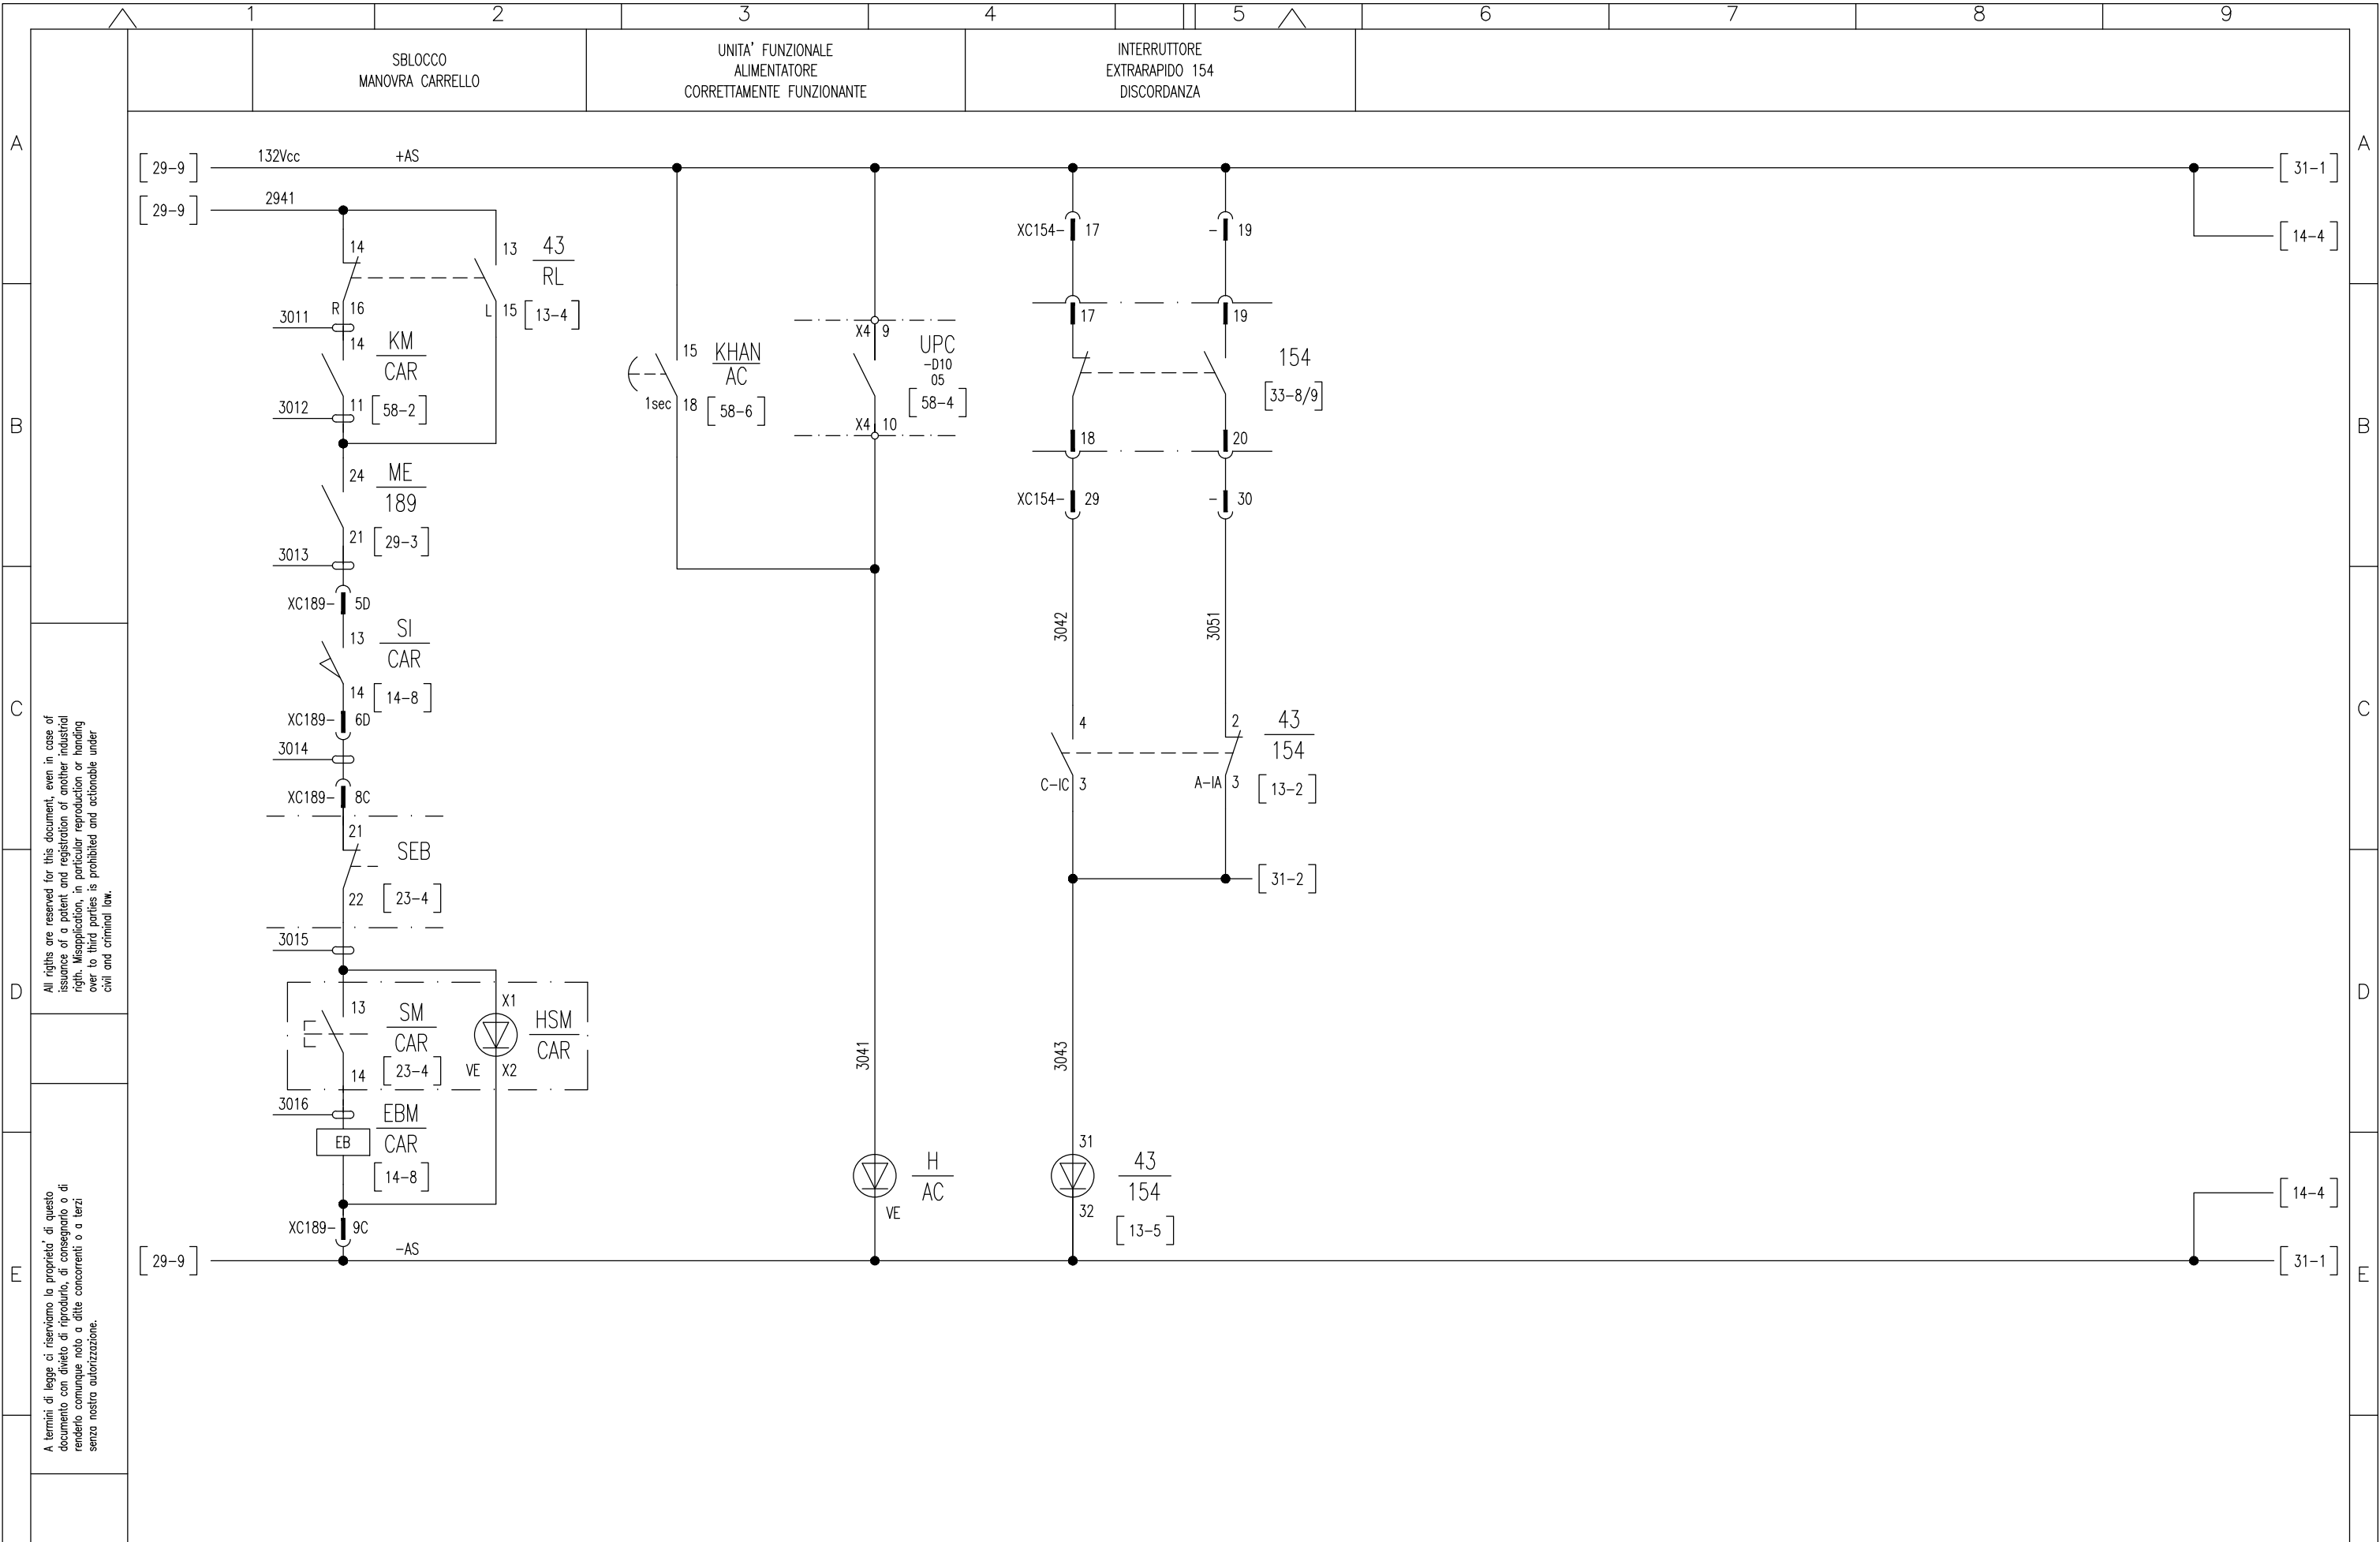 1 2 3 4 5 6 7 8 9
SBLOCCO
MANOVRA CARRELLO
UNITA' FUNZIONALE
ALIMENTATORE
CORRETTAMENTE FUNZIONANTE
INTERRUTTORE
EXTRARAPIDO 154
DISCORDANZA
A
A
[29-9] 132Vcc +AS [31-1]
[29-9] 2941
[14-4]
14
13
43
RL
R 16
L 15 [13-4]
3011
14
KM
CAR
3012
11 [58-2]
24
ME
189
21 [29-3]
3013
XC189- 5D
13
SI
CAR
14 [14-8]
XC189- 6D
3014
XC189- 8C
21
SEB
22 [23-4]
3015
13
SM
CAR
14 [23-4]
X1
HSM
CAR
VE X2
3016
EBM
CAR
EB
[14-8]
XC189- 9C
[29-9] -AS [31-1]
[14-4]
15
KHAN
AC
1sec 18 [58-6]
X4 9
UPC
-D10
05
[58-4]
X4 10
3041
H
AC
VE
XC154- 17
- 19
17
19
154
[33-8/9]
18
20
XC154- 29
- 30
3042
3051
4
2
43
154
C-IC 3
A-IA 3 [13-2]
[31-2]
3043
31
43
154
32
[13-5]
B
B
C
C
D
D
E
E
All rigths are reserved for this document, even in case of
issuance of a patent and registration of another industrial
rigth. Misapplication, in particular reproduction or handing
over to third parties is prohibited and actionable under
civil and criminal law.
A termini di legge ci riserviamo la proprieta' di questo
documento con divieto di riprodurlo, di consegnarlo o di
renderlo comunque noto a ditte concorrenti o a terzi
senza nostra autorizzazione.